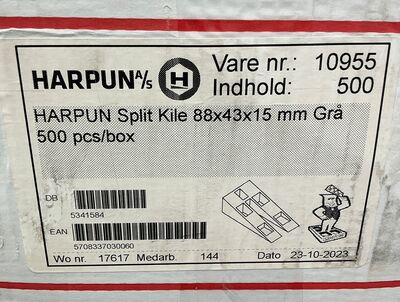 HARPUN A/S H Vare nr.: 10955
Indhold: 500
HARPUN Split Kile 88x43x15 mm Grå
500 pcs/box
DB
5341584
EAN
5708337030060
Wo nr. 17617 Medarb. 144 Dato 23-10-2023